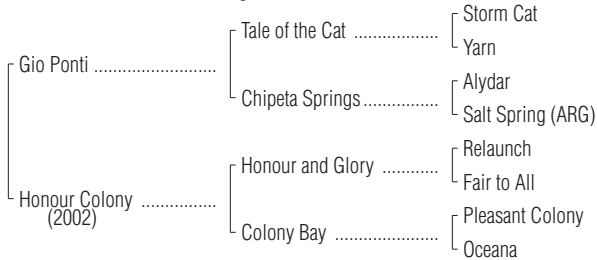 Storm Cat
Tale of the Cat ..................
Yarn
Gio Ponti ..........................
Alydar
Chipeta Springs ................
Salt Spring (ARG)
Relaunch
Honour and Glory ............
Fair to All
Honour Colony ................
(2002)
Pleasant Colony
Colony Bay ......................
Oceana